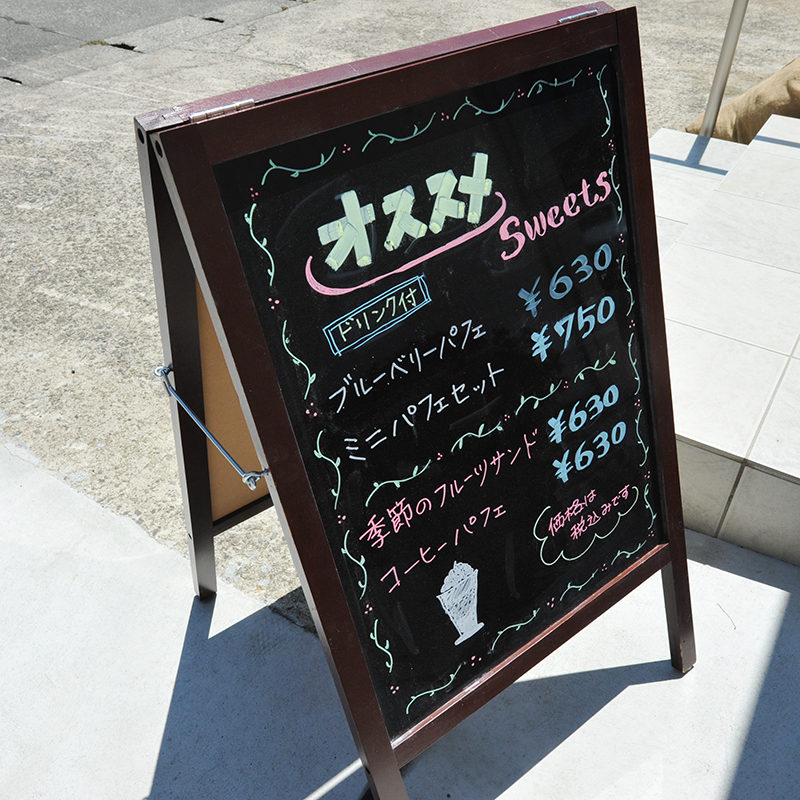 オススメ Sweets
ドリンク付
ブルーベリーパフェ ¥630
ミニパフェセット ¥750
季節のフルーツサンド ¥630
コーヒーパフェ ¥630
価格は
税込みです